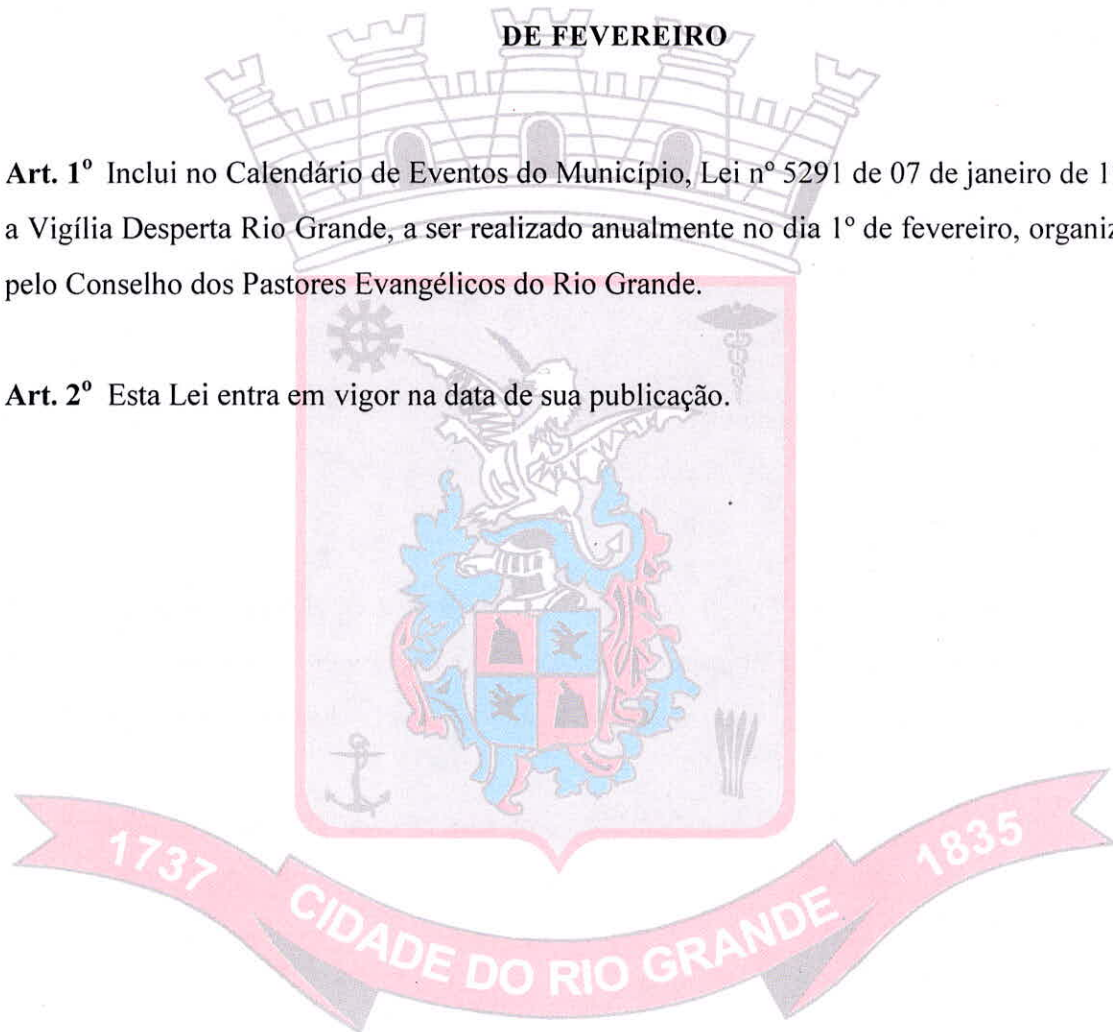 DE FEVEREIRO
Art. 1º Inclui no Calendário de Eventos do Município, Lei nº 5291 de 07 de janeiro de 1
a Vigília Desperta Rio Grande, a ser realizado anualmente no dia 1º de fevereiro, organiz
pelo Conselho dos Pastores Evangélicos do Rio Grande.
Art. 2º Esta Lei entra em vigor na data de sua publicação.
1737 CIDADE DO RIO GRANDE 1835